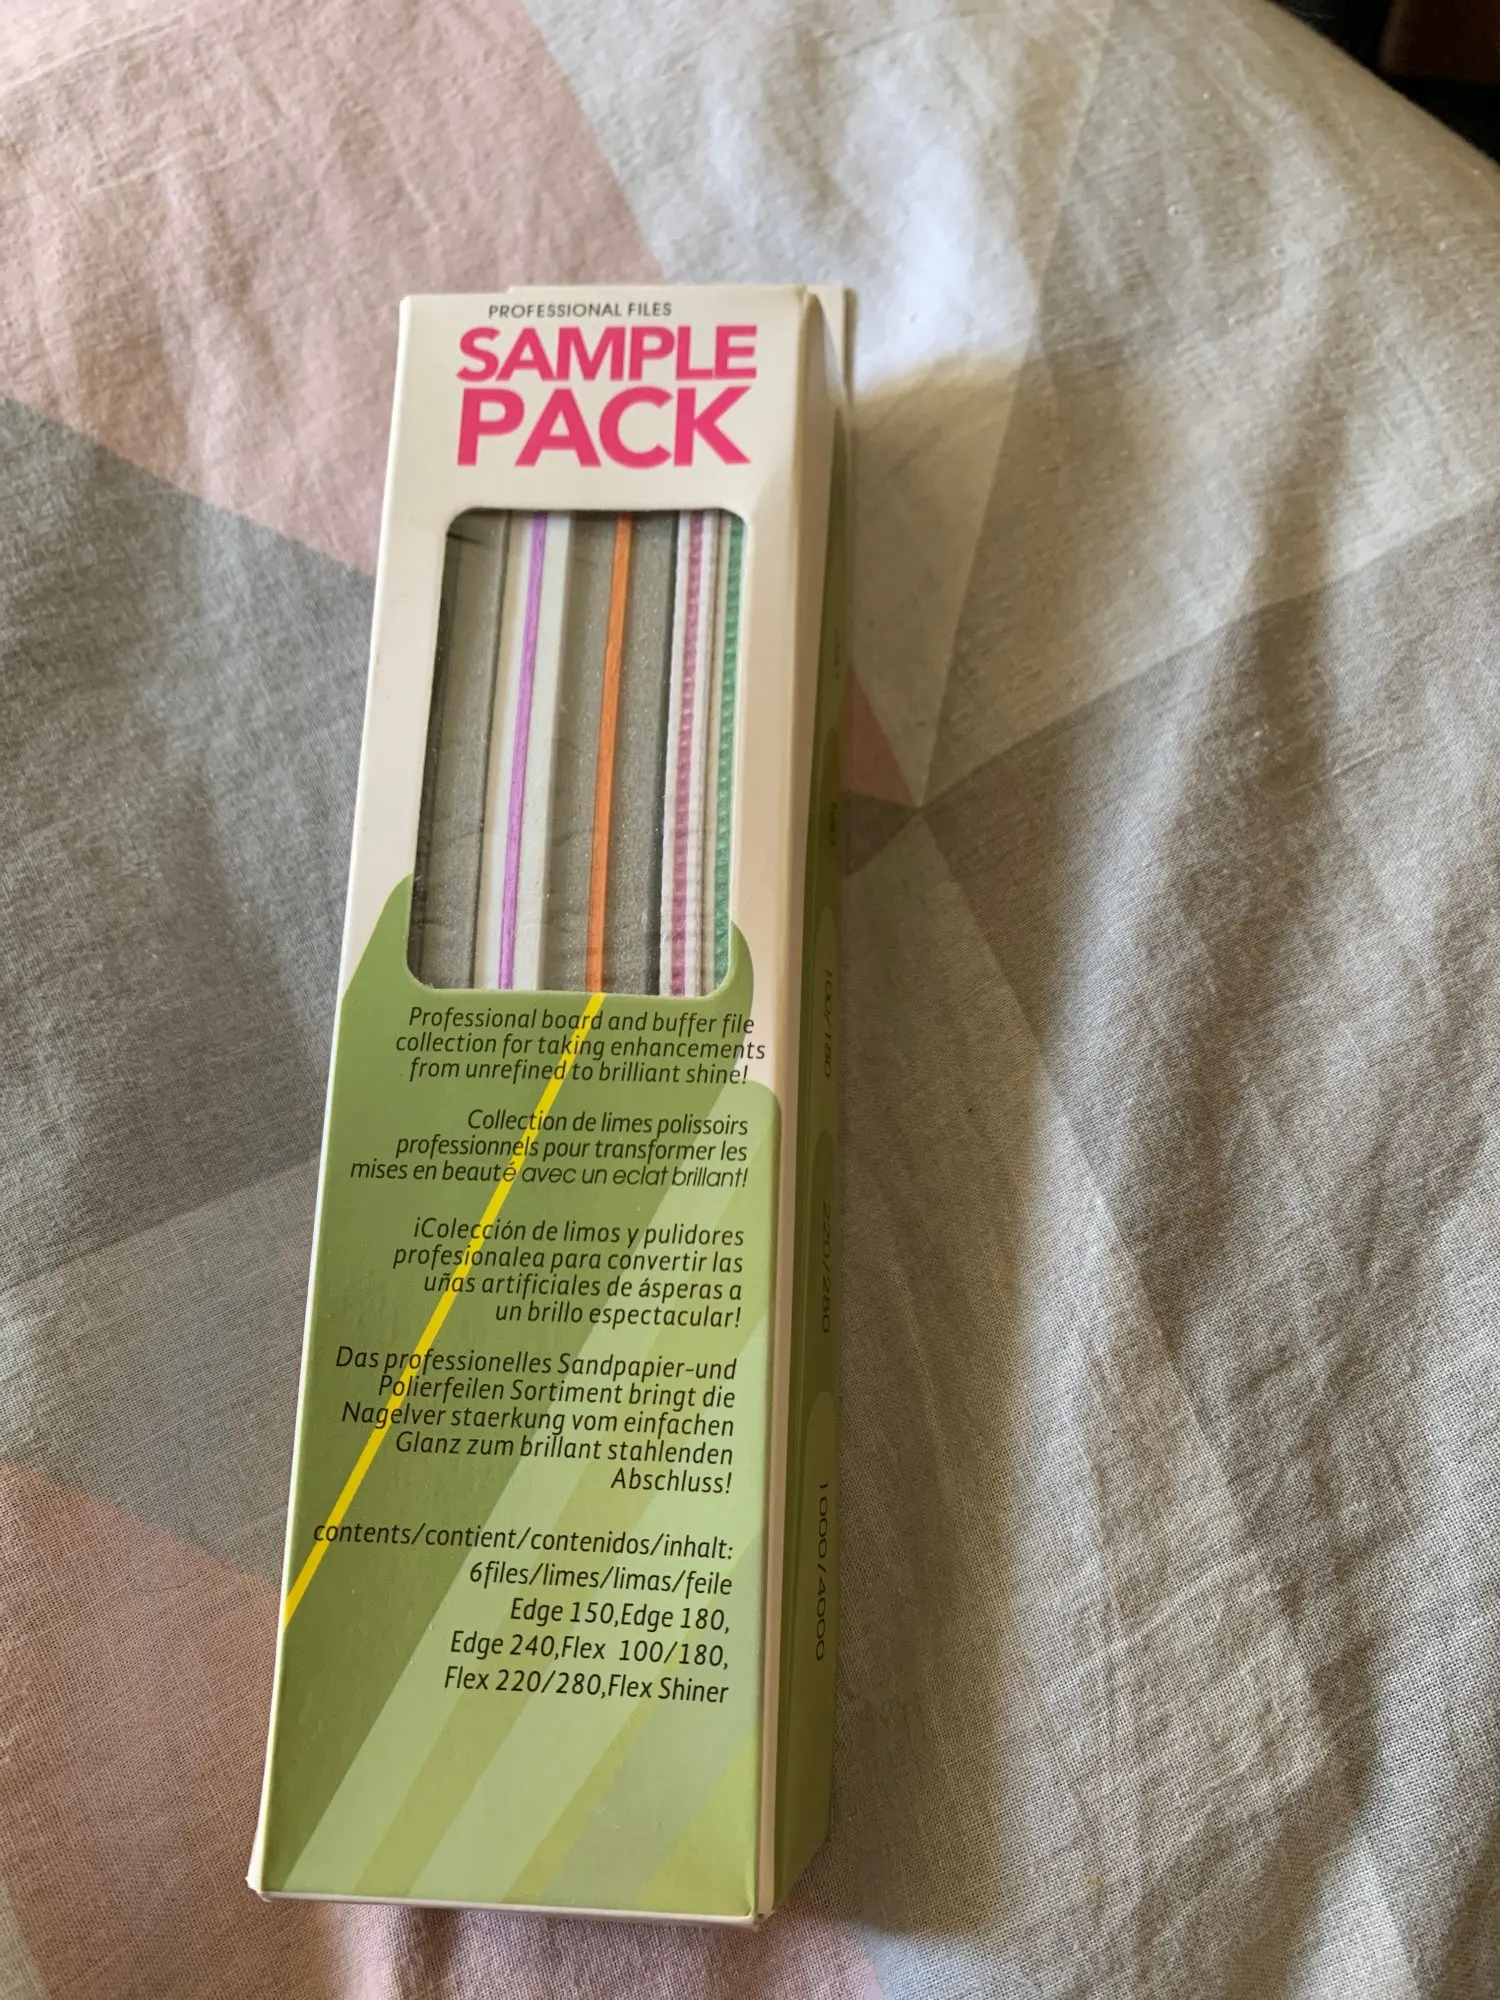 PROFESSIONAL FILES
SAMPLE
PACK
Professional board and buffer file
collection for taking enhancements
from unrefined to brilliant shine!
Collection de limes polissoirs
professionnels pour transformer les
mises en beauté avec un eclat brillant!
¡Colección de limos y pulidores
profesionalea para convertir las
uñas artificiales de ásperas a
un brillo espectacular!
Das professionelles Sandpapier-und
Polierfeilen Sortiment bringt die
Nagelver staerkung vom einfachen
Glanz zum brillant stahlenden
Abschluss!
contents/contient/contenidos/inhalt:
6files/limes/limas/feile
Edge 150,Edge 180,
Edge 240,Flex 100/180,
Flex 220/280,Flex Shiner
100/180
220/280
1000/4000